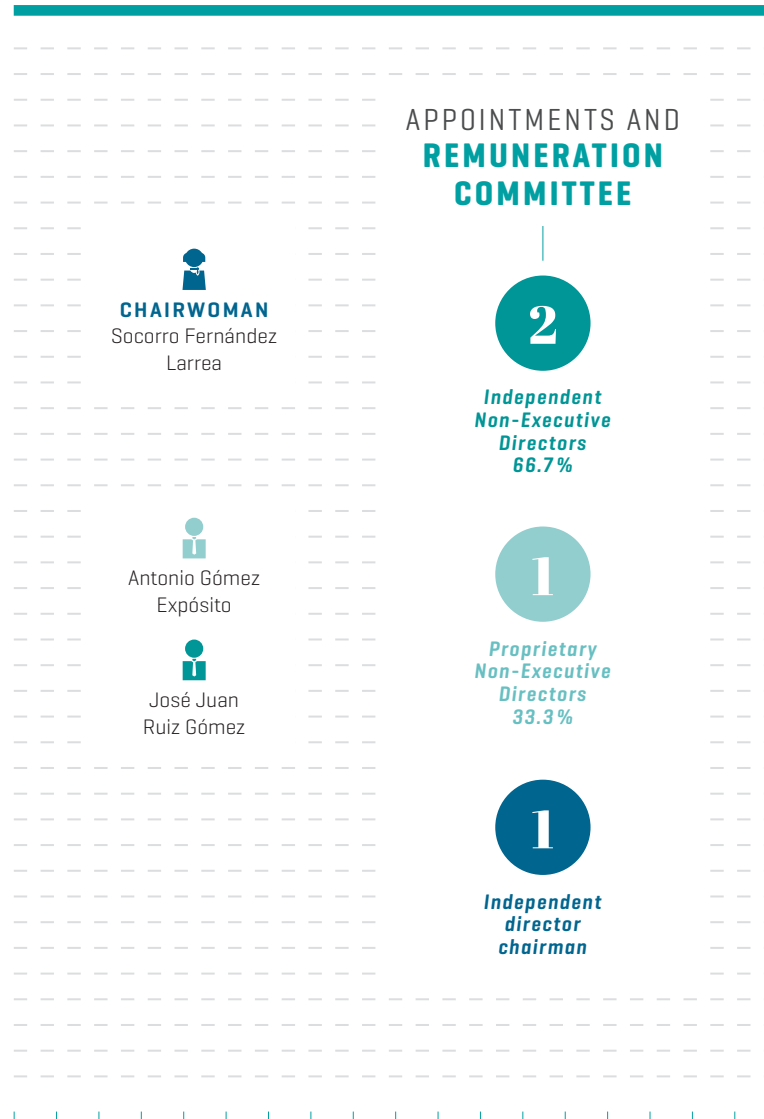 APPOINTMENTS AND
REMUNERATION
COMMITTEE
CHAIRWOMAN
Socorro Fernández
Larrea
Antonio Gómez
Expósito
José Juan
Ruiz Gómez
2
Independent
Non-Executive
Directors
66.7%
1
Proprietary
Non-Executive
Directors
33.3%
1
Independent
director
chairman